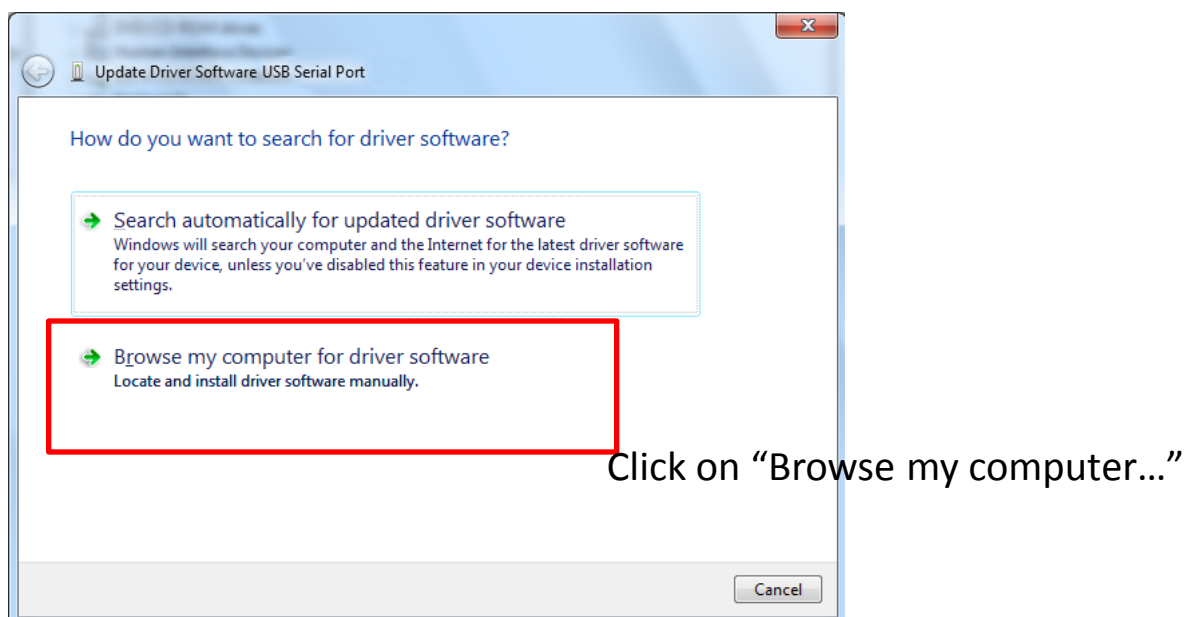 Update Driver Software USB Serial Port
How do you want to search for driver software?
Search automatically for updated driver software
Windows will search your computer and the Internet for the latest driver software
for your device, unless you've disabled this feature in your device installation
settings.
Browse my computer for driver software
Locate and install driver software manually.
Click on “Browse my computer…”
Cancel